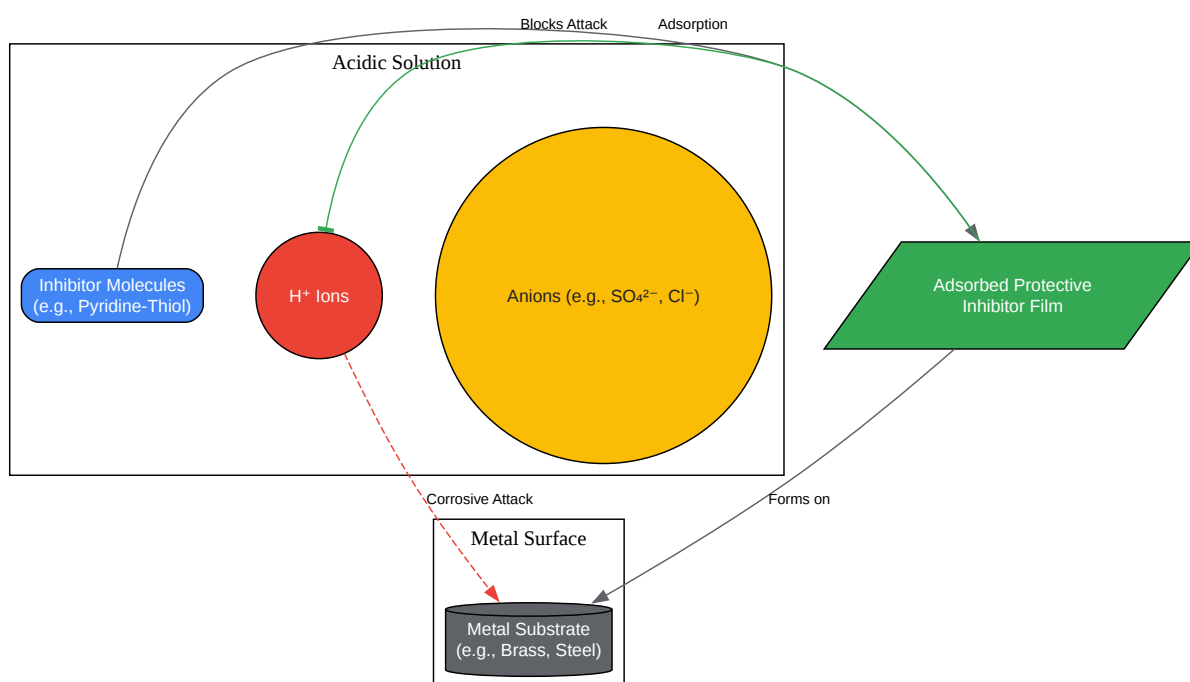 Blocks Attack
Adsorption
Acidic Solution
Inhibitor Molecules
(e.g., Pyridine-Thiol)
H⁺ Ions
Anions (e.g., SO₄²⁻, Cl⁻)
Adsorbed Protective
Inhibitor Film
Corrosive Attack
Forms on
Metal Surface
Metal Substrate
(e.g., Brass, Steel)